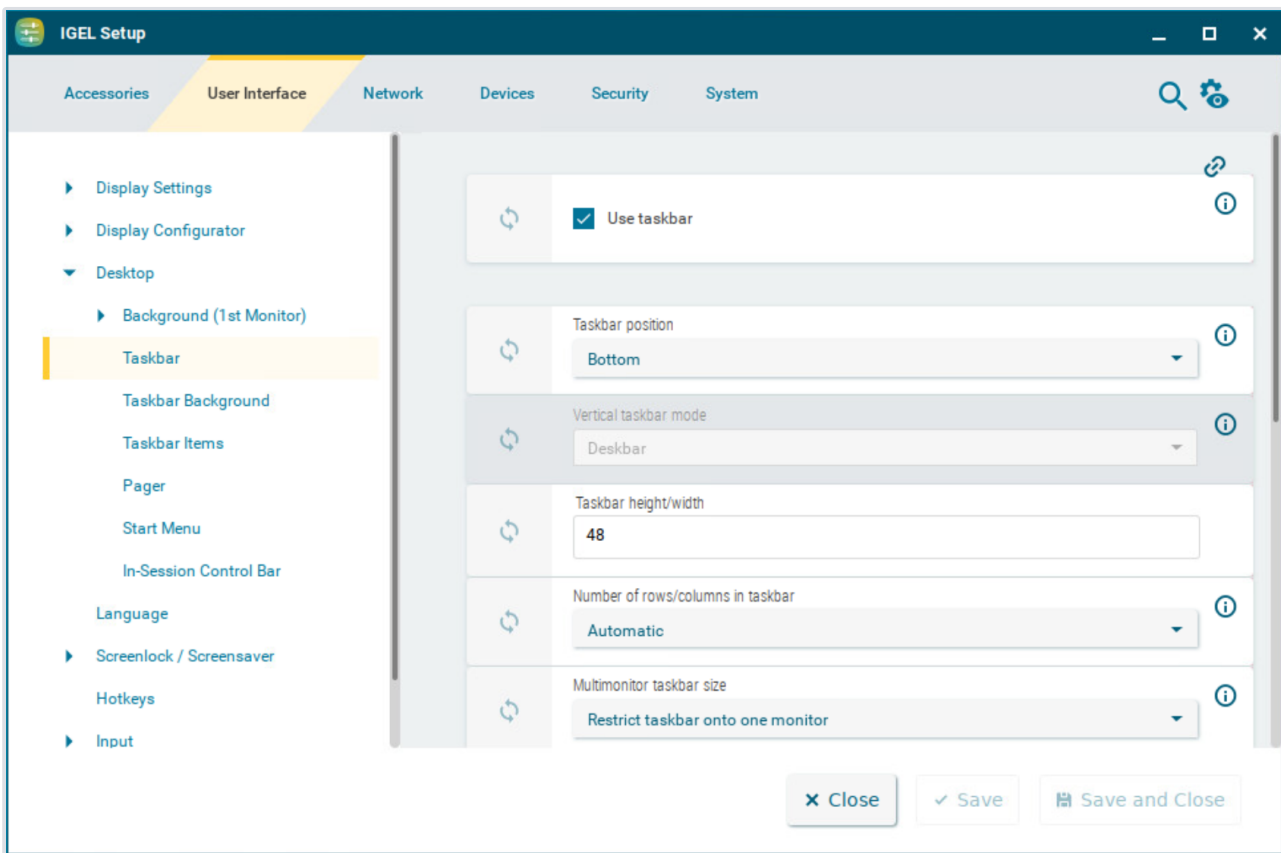 IGEL Setup
Accessories
User Interface
Network
Devices
Security
System
Display Settings
Display Configurator
Desktop
Background (1st Monitor)
Taskbar
Taskbar Background
Taskbar Items
Pager
Start Menu
In-Session Control Bar
Language
Screenlock / Screensaver
Hotkeys
Input
Use taskbar
Taskbar position
Bottom
Vertical taskbar mode
Deskbar
Taskbar height/width
48
Number of rows/columns in taskbar
Automatic
Multimonitor taskbar size
Restrict taskbar onto one monitor
Close
Save
Save and Close